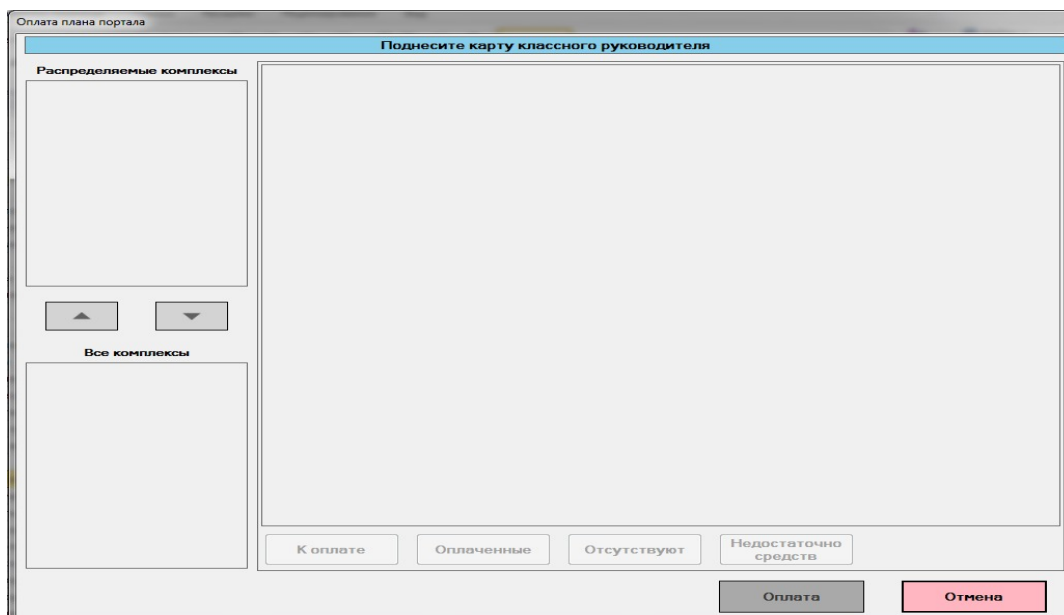 Оплата плана портала
Поднесите карту классного руководителя
Распределяемые комплексы
Все комплексы
К оплате
Оплаченные
Отсутствуют
Недостаточно
средств
Оплата
Отмена